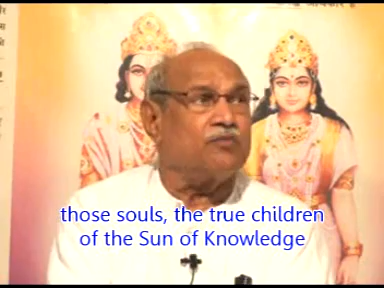 those souls, the true children
of the Sun of Knowledge